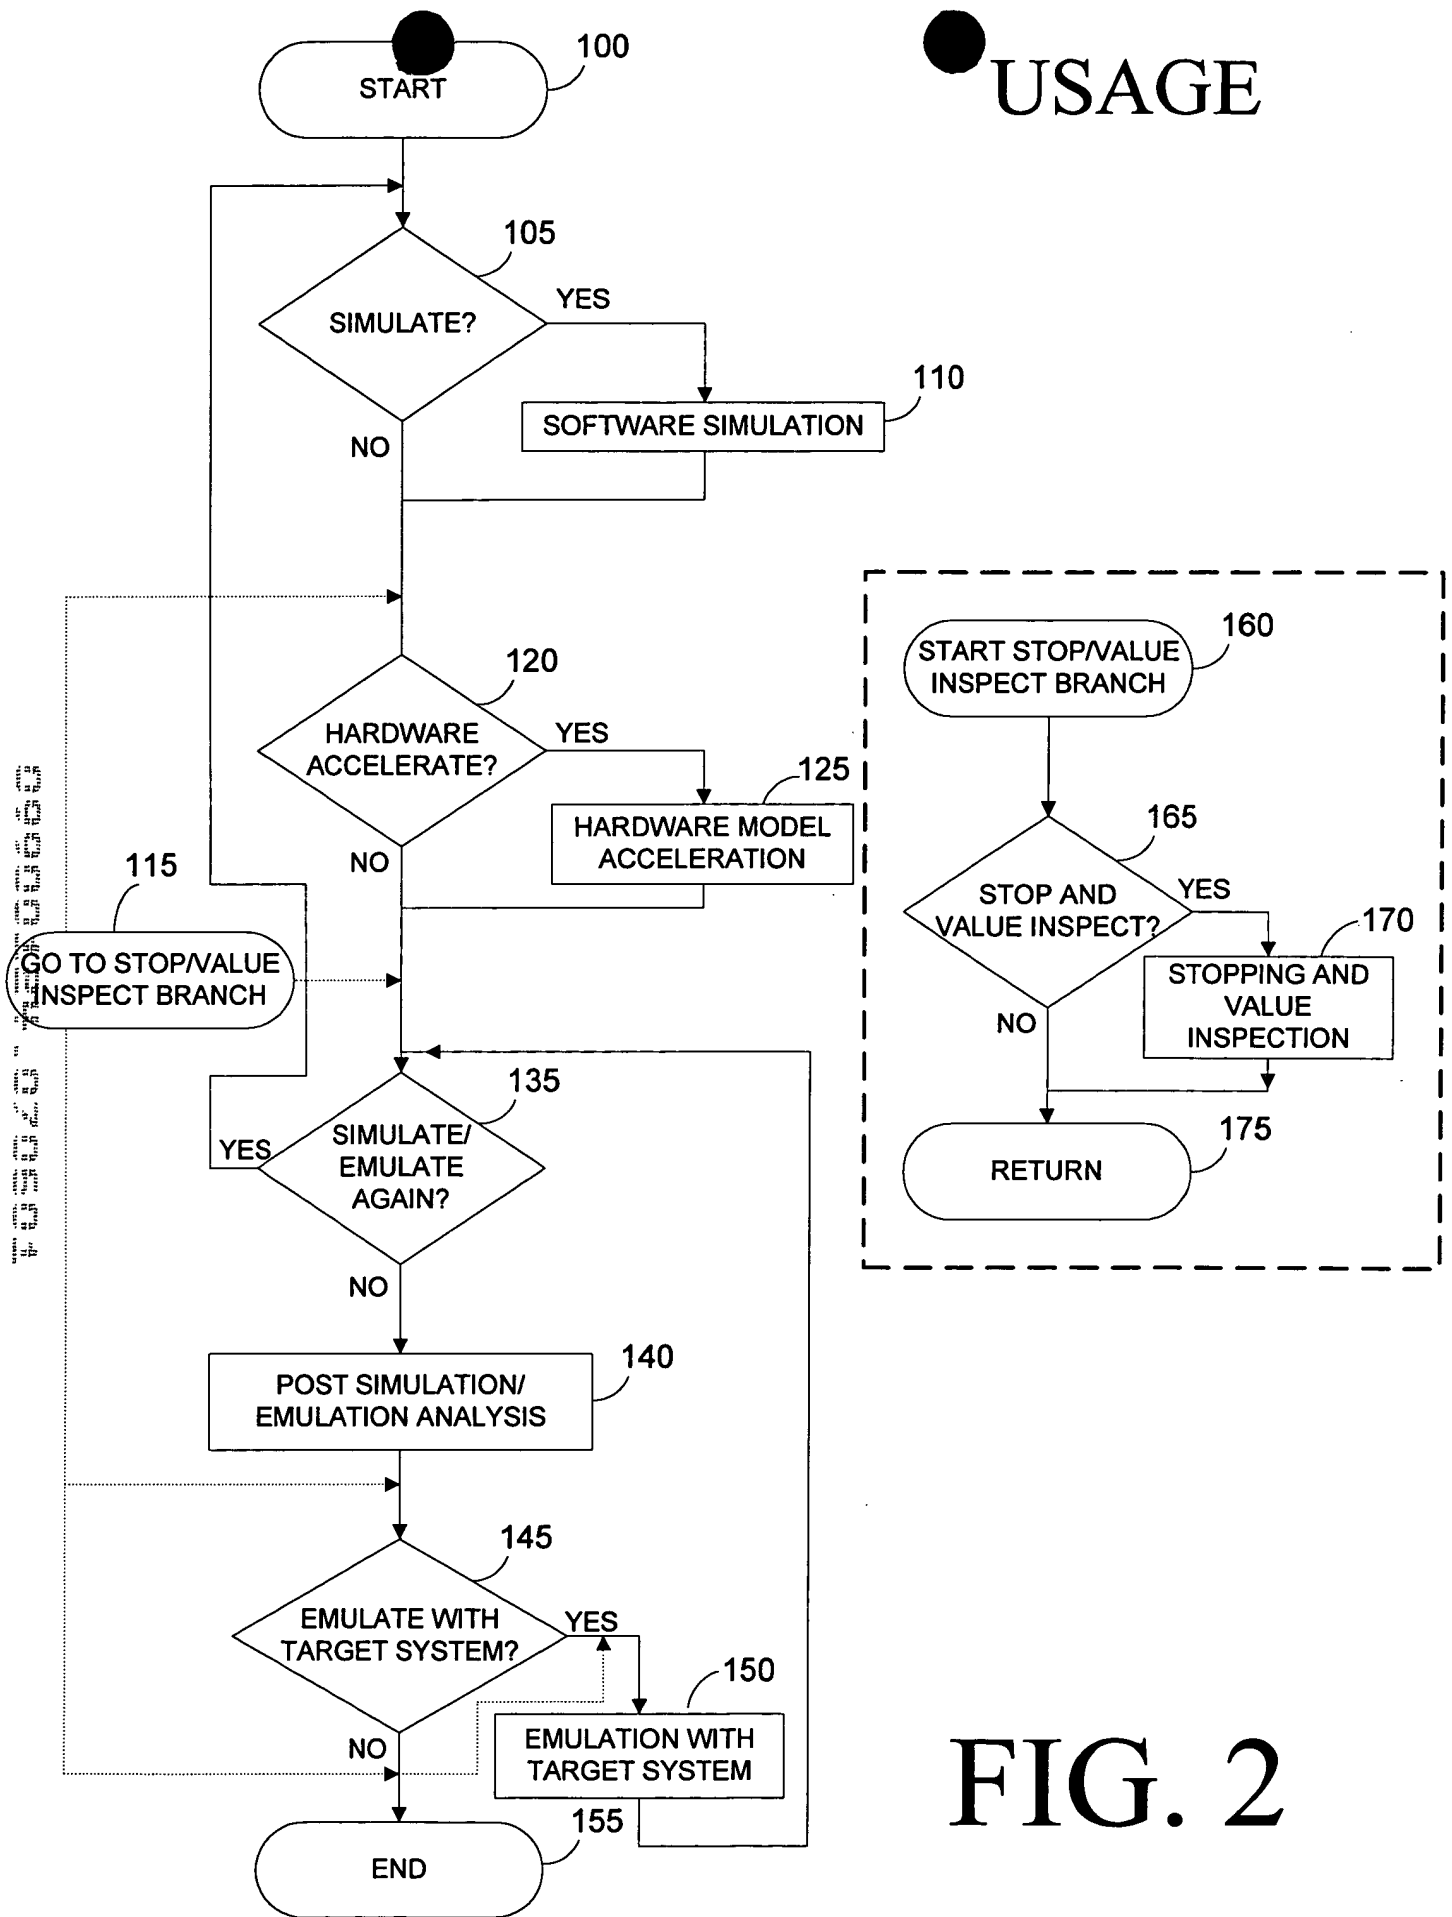 100
START
USAGE
105
YES
SIMULATE?
110
SOFTWARE SIMULATION
NO
120
HARDWARE
ACCELERATE?
YES
125
HARDWARE MODEL
ACCELERATION
NO
115
GO TO STOP/VALUE
INSPECT BRANCH
135
SIMULATE/
EMULATE
AGAIN?
YES
NO
140
POST SIMULATION/
EMULATION ANALYSIS
145
EMULATE WITH
TARGET SYSTEM?
YES
150
EMULATION WITH
TARGET SYSTEM
NO
155
END
160
START STOP/VALUE
INSPECT BRANCH
165
STOP AND
VALUE INSPECT?
YES
170
STOPPING AND
VALUE
INSPECTION
NO
175
RETURN
FIG. 2